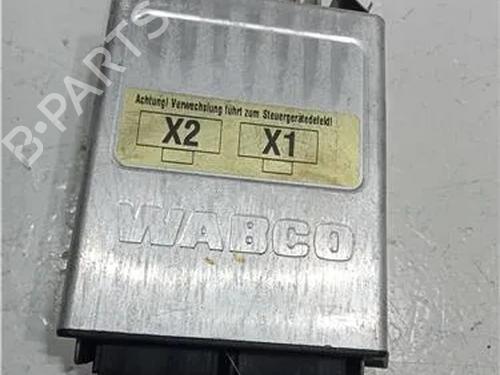 B-PARTS
Achtung! Verwechslung führt zum Steuergerätedefekt!
X2 X1
WABCO